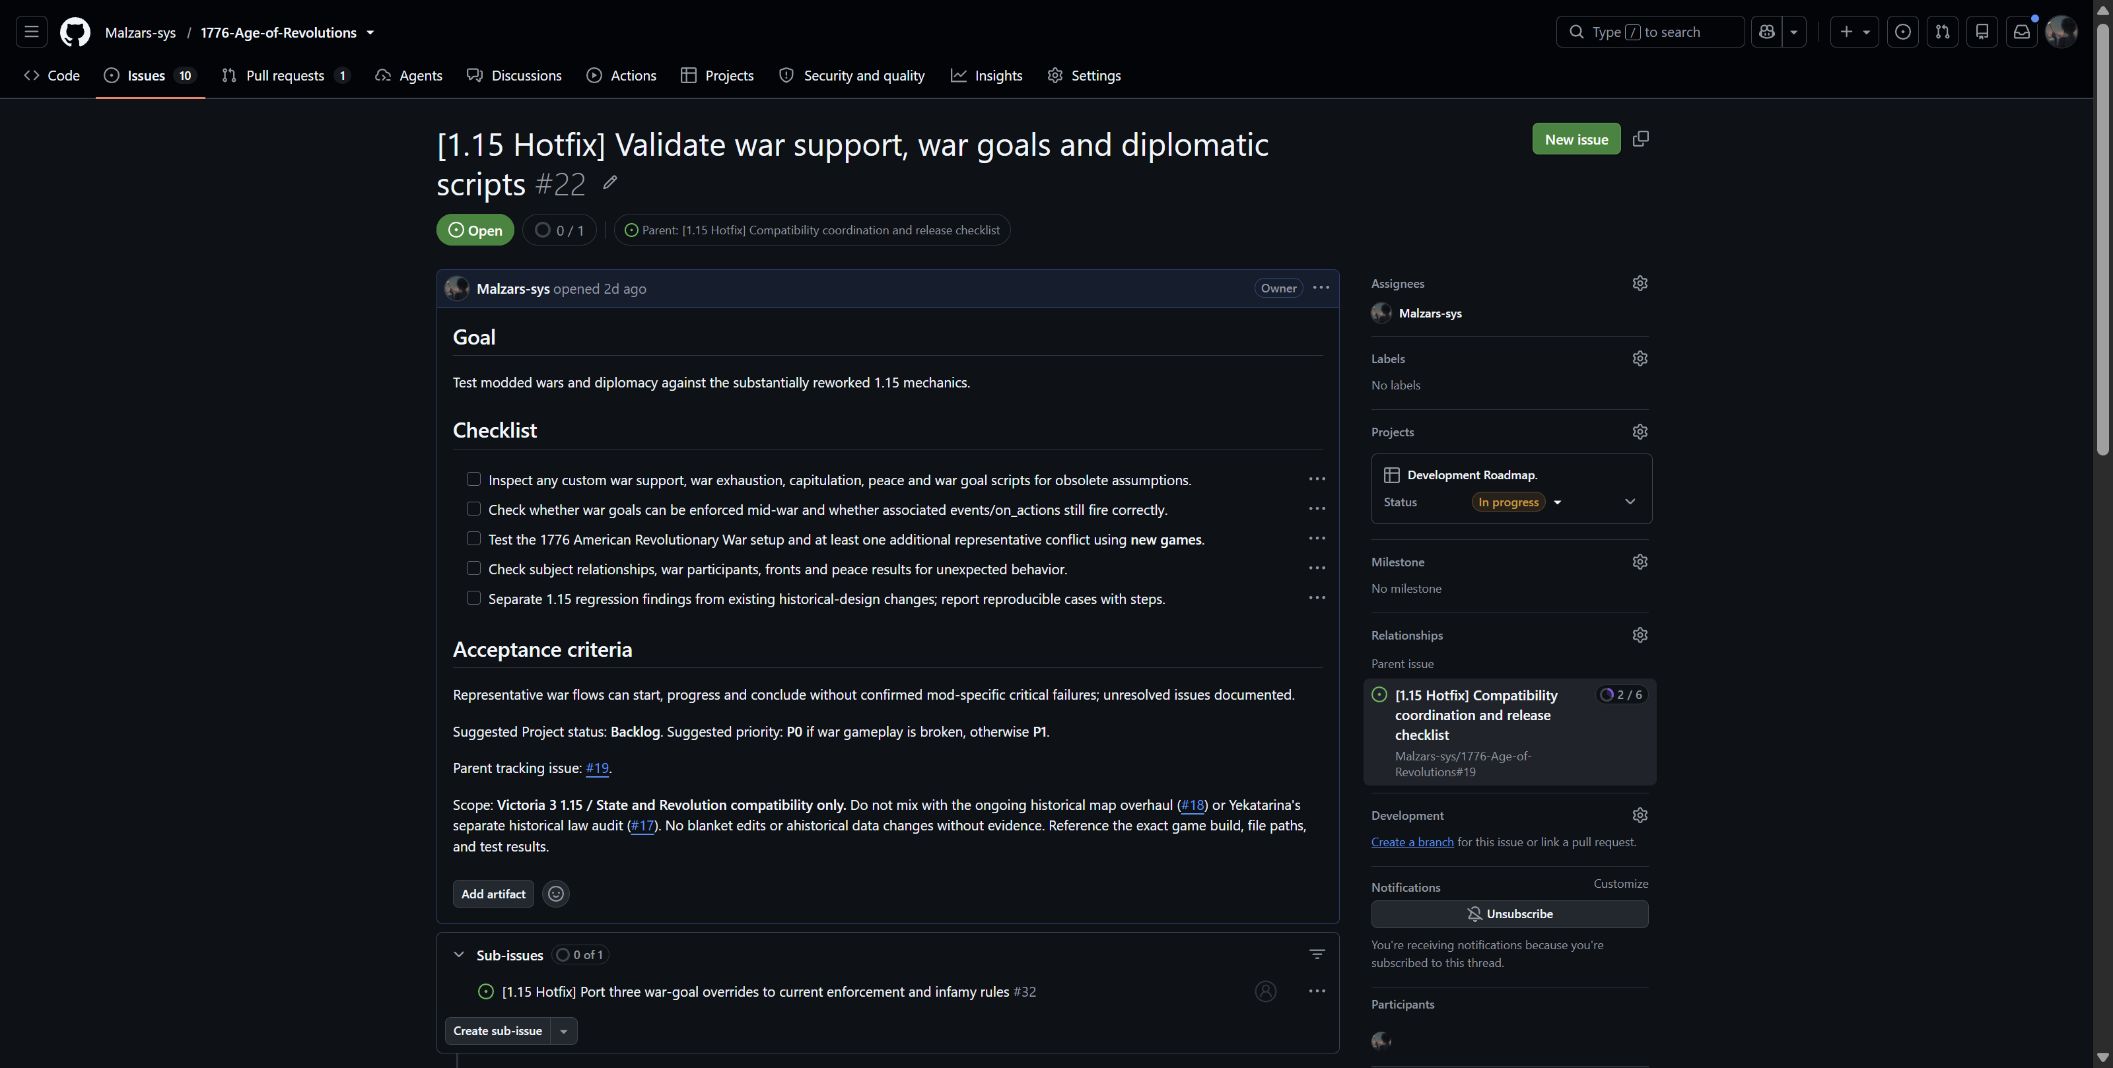 Malzars-sys / 1776-Age-of-Revolutions
Type / to search
Code
Issues 10
Pull requests 1
Agents
Discussions
Actions
Projects
Security and quality
Insights
Settings
[1.15 Hotfix] Validate war support, war goals and diplomatic
scripts #22
New issue
Open
0 / 1
Parent: [1.15 Hotfix] Compatibility coordination and release checklist
Malzars-sys opened 2d ago
Owner
Goal
Test modded wars and diplomacy against the substantially reworked 1.15 mechanics.
Checklist
Inspect any custom war support, war exhaustion, capitulation, peace and war goal scripts for obsolete assumptions.
Check whether war goals can be enforced mid-war and whether associated events/on_actions still fire correctly.
Test the 1776 American Revolutionary War setup and at least one additional representative conflict using new games.
Check subject relationships, war participants, fronts and peace results for unexpected behavior.
Separate 1.15 regression findings from existing historical-design changes; report reproducible cases with steps.
Acceptance criteria
Representative war flows can start, progress and conclude without confirmed mod-specific critical failures; unresolved issues documented.
Suggested Project status: Backlog. Suggested priority: P0 if war gameplay is broken, otherwise P1.
Parent tracking issue: #19.
Scope: Victoria 3 1.15 / State and Revolution compatibility only. Do not mix with the ongoing historical map overhaul (#18) or Yekatarina's
separate historical law audit (#17). No blanket edits or ahistorical data changes without evidence. Reference the exact game build, file paths,
and test results.
Add artifact
Sub-issues 0 of 1
[1.15 Hotfix] Port three war-goal overrides to current enforcement and infamy rules #32
Create sub-issue
Assignees
Malzars-sys
Labels
No labels
Projects
Development Roadmap.
Status In progress
Milestone
No milestone
Relationships
Parent issue
[1.15 Hotfix] Compatibility 2 / 6
coordination and release
checklist
Malzars-sys/1776-Age-of-
Revolutions#19
Development
Create a branch for this issue or link a pull request.
Notifications Customize
Unsubscribe
You're receiving notifications because you're
subscribed to this thread.
Participants